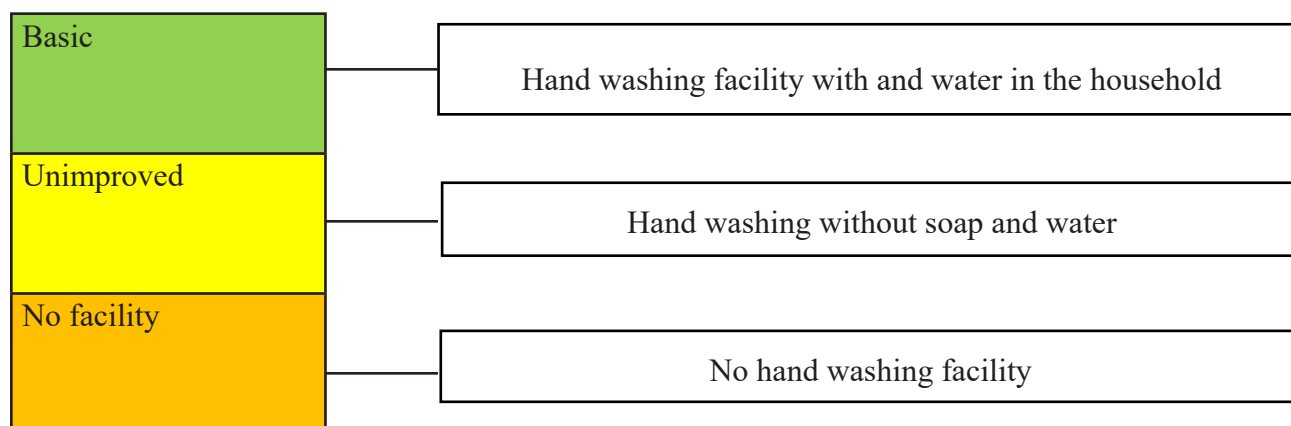 Basic
Hand washing facility with and water in the household
Unimproved
Hand washing without soap and water
No facility
No hand washing facility